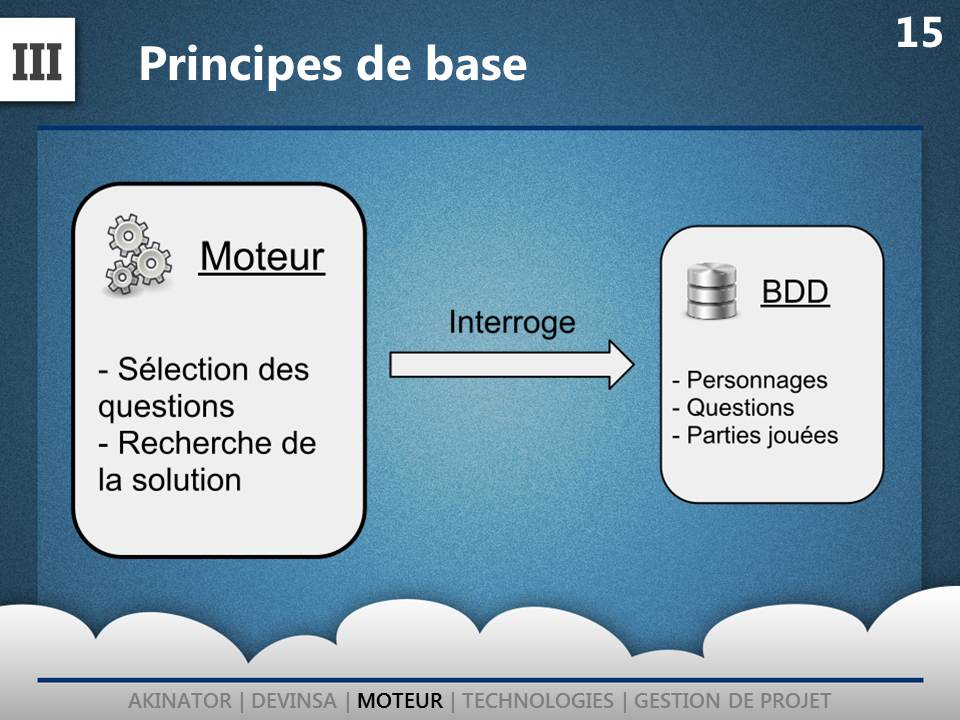 III
Principes de base
15
Moteur
- Sélection des
questions
- Recherche de
la solution
Interroge
BDD
- Personnages
- Questions
- Parties jouées
AKINATOR | DEVINSA | MOTEUR | TECHNOLOGIES | GESTION DE PROJET